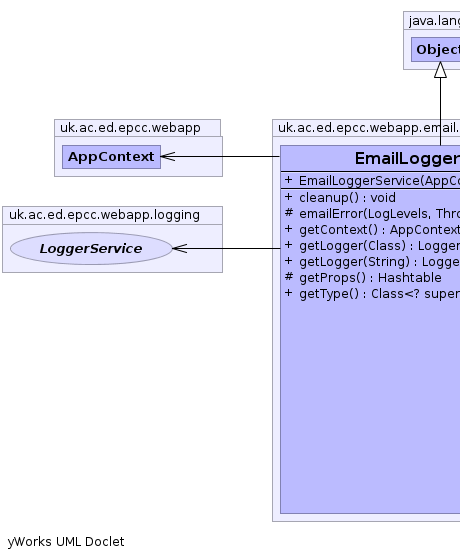 java.lang
Object
uk.ac.ed.epcc.webapp
AppContext
uk.ac.ed.epcc.webapp.email.
EmailLogger
+ EmailLoggerService(AppCo
+ cleanup() : void
# emailError(LogLevels, Thro
+ getContext() : AppContext
+ getLogger(Class) : Logger
+ getLogger(String) : Logge
# getProps() : Hashtable
+ getType() : Class<? super
uk.ac.ed.epcc.webapp.logging
LoggerService
yWorks UML Doclet